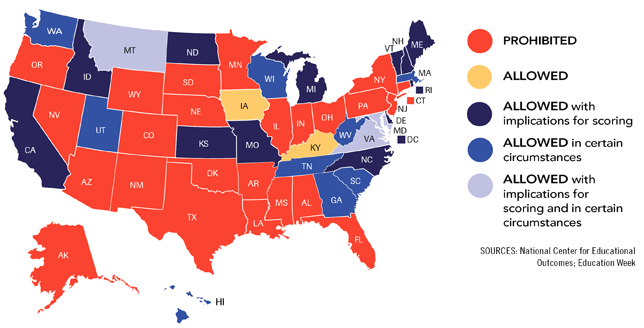 WA
MT
ND
MN
OR
ID
SD
WI
MI
NY
VT
NH
ME
MA
RI
CT
WY
NE
IA
IL
IN
OH
PA
NJ
DE
MD
DC
NV
UT
CO
KS
MO
KY
WV
VA
CA
AZ
NM
OK
AR
TN
NC
SC
TX
LA
MS
AL
GA
FL
AK
HI
PROHIBITED
ALLOWED
ALLOWED with
implications for scoring
ALLOWED in certain
circumstances
ALLOWED with
implications for
scoring and in certain
circumstances
SOURCES: National Center for Educational
Outcomes; Education Week